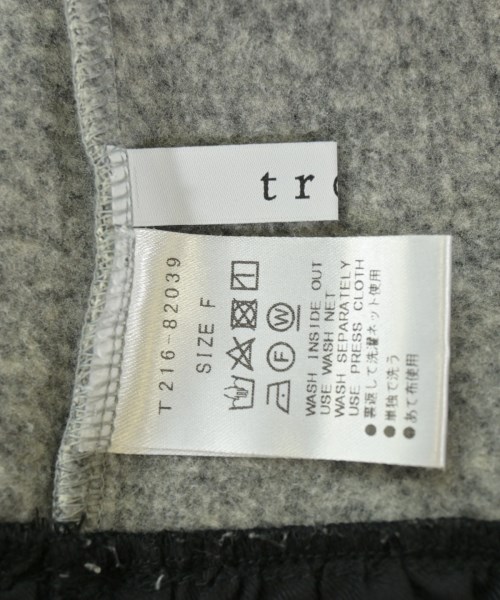 tr
T216-82039
SIZE F
WASH INSIDE OUT
USE WASH NET
WASH SEPARATELY
USE PRESS CLOTH
●裏返して洗濯ネット使用
●単独で洗う
●あて布使用